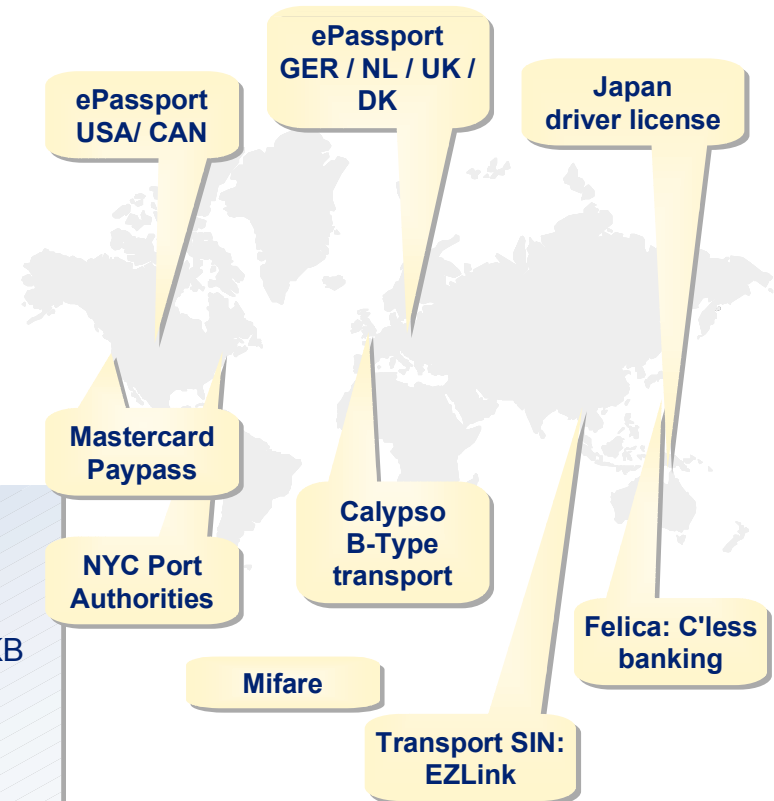 ePassport
GER / NL / UK /
DK
ePassport
USA/ CAN
Japan
driver license
Mastercard
Paypass
Calypso
B-Type
transport
NYC Port
Authorities
Felica: C'less
banking
KB
Mifare
Transport SIN:
EZLink